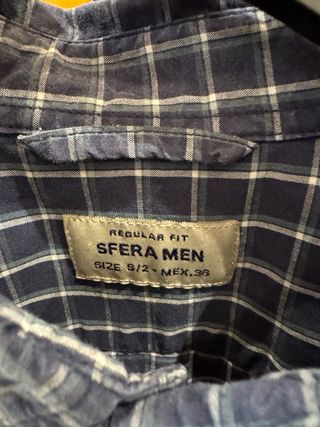 REGULAR FIT
SFERA MEN
SIZE S/2 - MEX.36